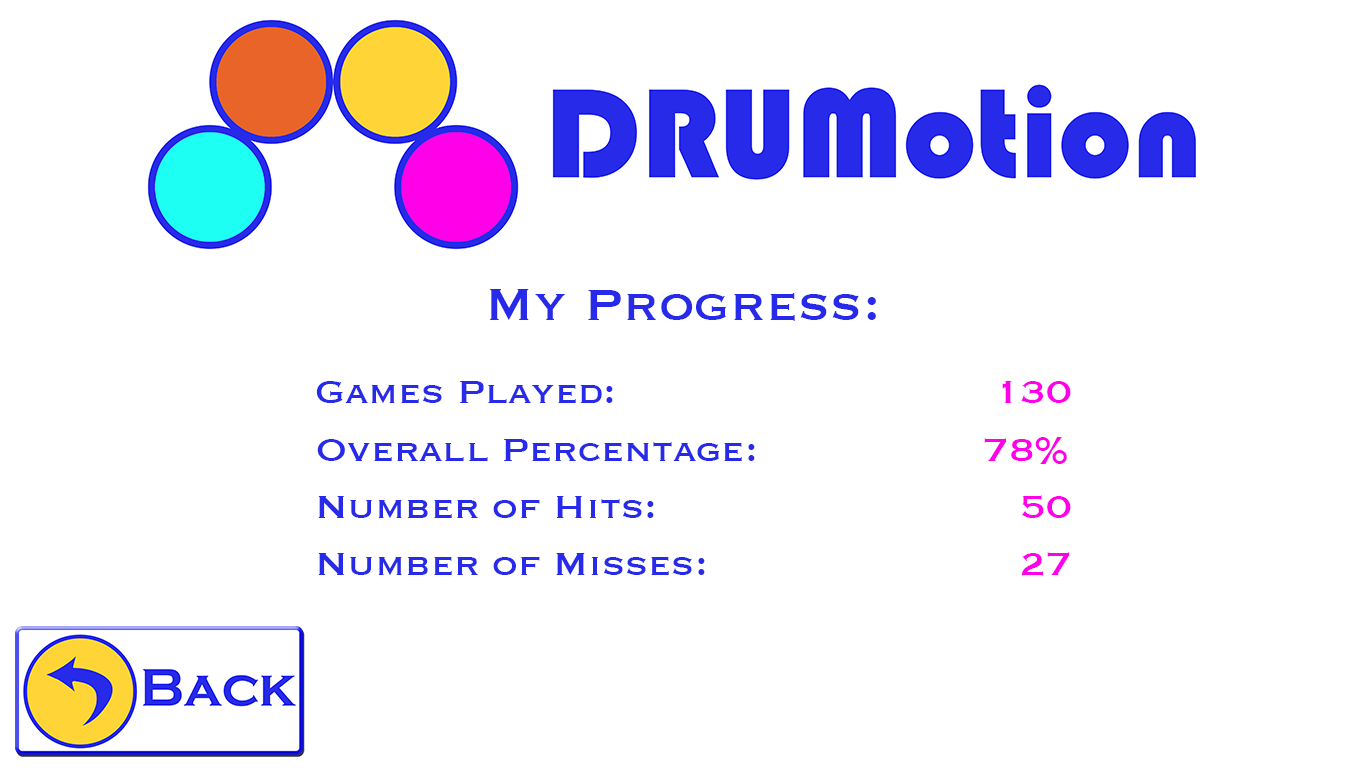 DRUMotion
My Progress:
Games Played: 130
Overall Percentage: 78%
Number of Hits: 50
Number of Misses: 27
Back